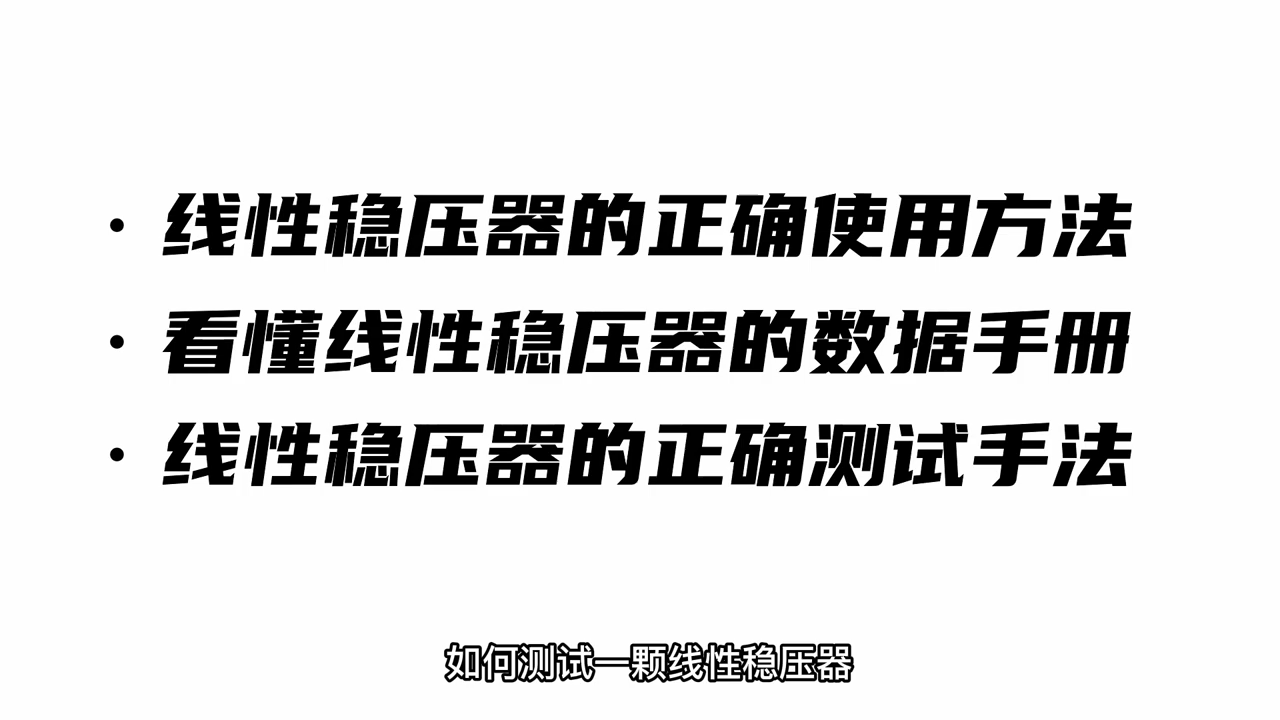 · 线性稳压器的正确使用方法
· 看懂线性稳压器的数据手册
· 线性稳压器的正确测试手法
如何测试一颗线性稳压器